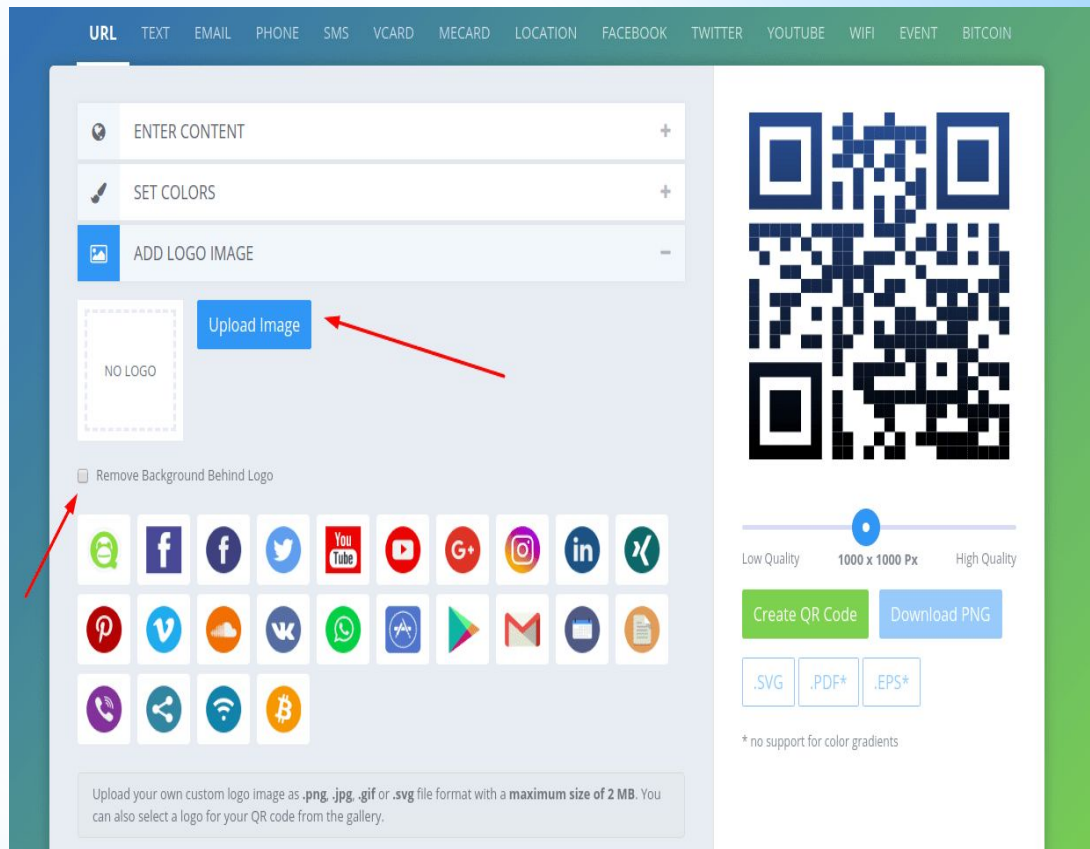 URL TEXT EMAIL PHONE SMS VCARD MECARD LOCATION FACEBOOK TWITTER YOUTUBE WIFI EVENT BITCOIN
ENTER CONTENT
SET COLORS
ADD LOGO IMAGE
Upload Image
NO LOGO
Remove Background Behind Logo
You
Tube
G+
in
Upload your own custom logo image as .png, .jpg, .gif or .svg file format with a maximum size of 2 MB. You
can also select a logo for your QR code from the gallery.
Low Quality 1000 x 1000 Px High Quality
Create QR Code Download PNG
.SVG .PDF* .EPS*
* no support for color gradients